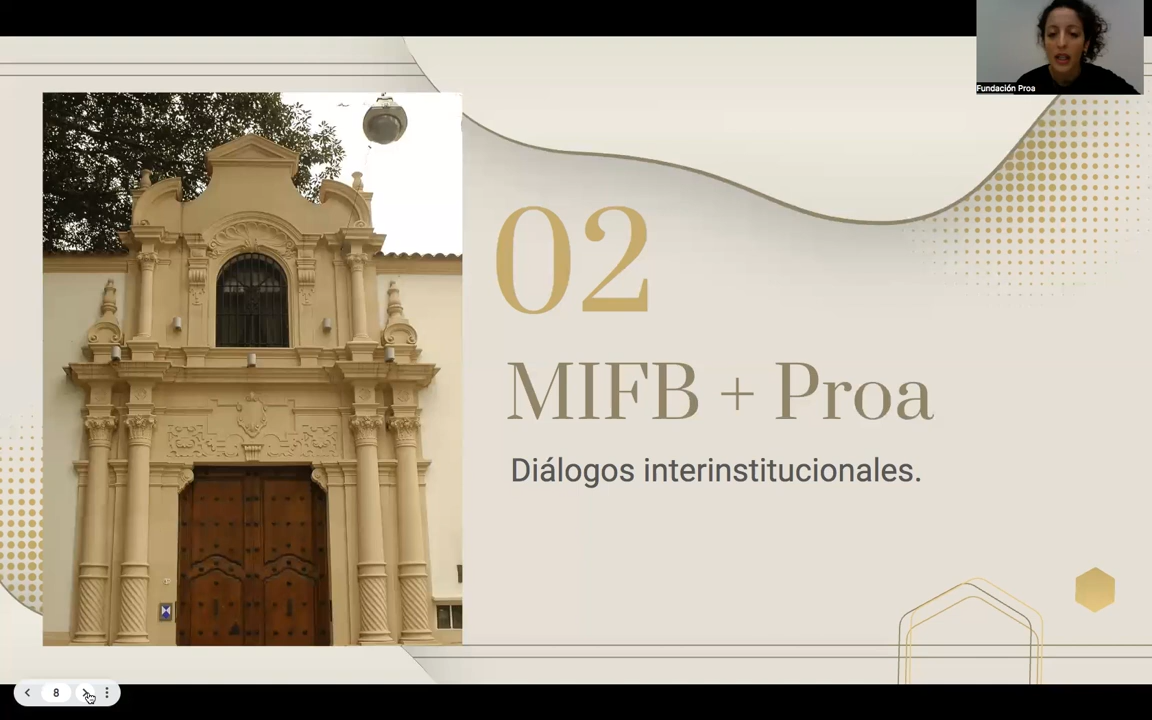 Fundación Proa
02
MIFB + Proa
Diálogos interinstitucionales.
8